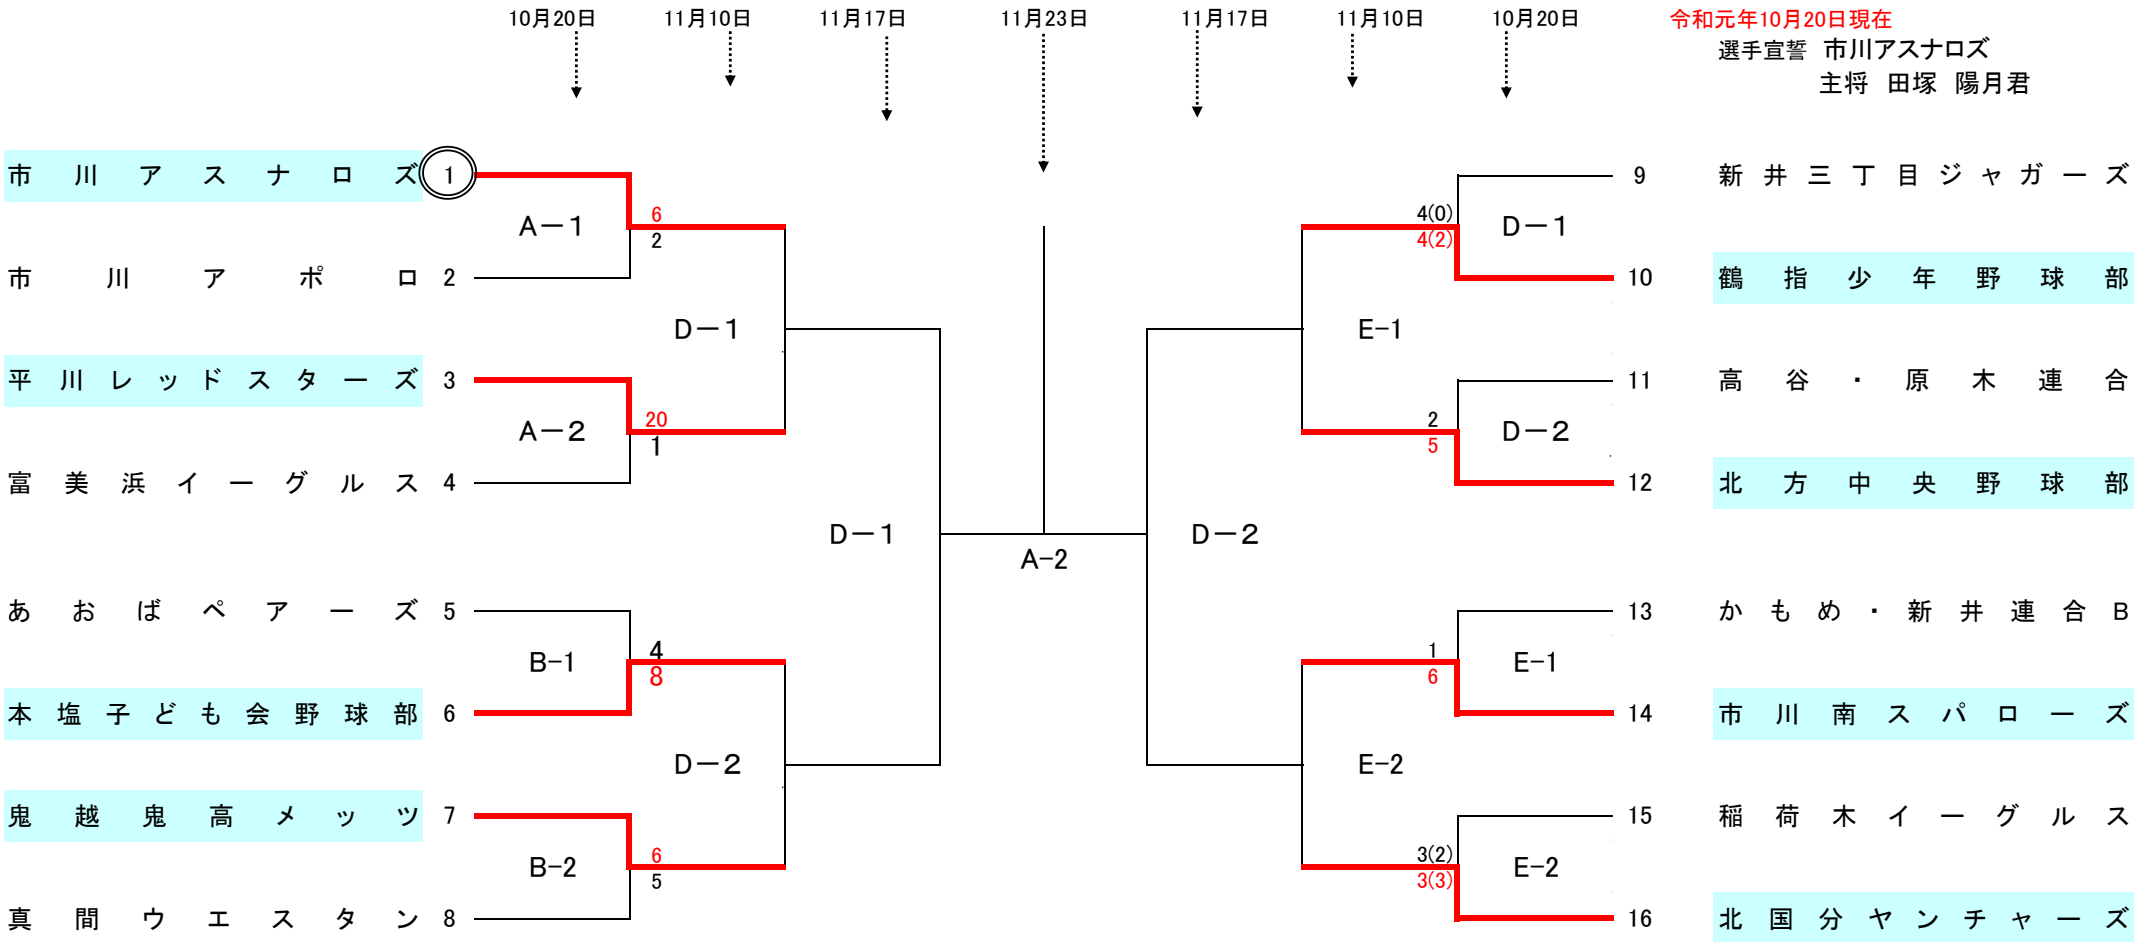 10月20日 11月10日 11月17日 11月23日 11月17日 11月10日 10月20日 令和元年10月20日現在
選手宣誓 市川アスナロズ
主将 田塚 陽月君
市川アスナロズ 1
A－1
6
2
市川アポロ 2
D－1
平川レッドスターズ 3
A－2
20
1
富美浜イーグルス 4
D－1
あおばペアーズ 5
B-1
4
8
本塩子ども会野球部 6
D－2
鬼越鬼高メッツ 7
B-2
6
5
真間ウエスタン 8
A-2
9 新井三丁目ジャガーズ
4(0)
4(2)
D－1
10 鶴指少年野球部
E-1
11 高谷・原木連合
2
5
D－2
12 北方中央野球部
D－2
13 かもめ・新井連合B
1
6
E-1
14 市川南スパローズ
E-2
15 稲荷木イーグルス
3(2)
3(3)
E-2
16 北国分ヤンチャーズ